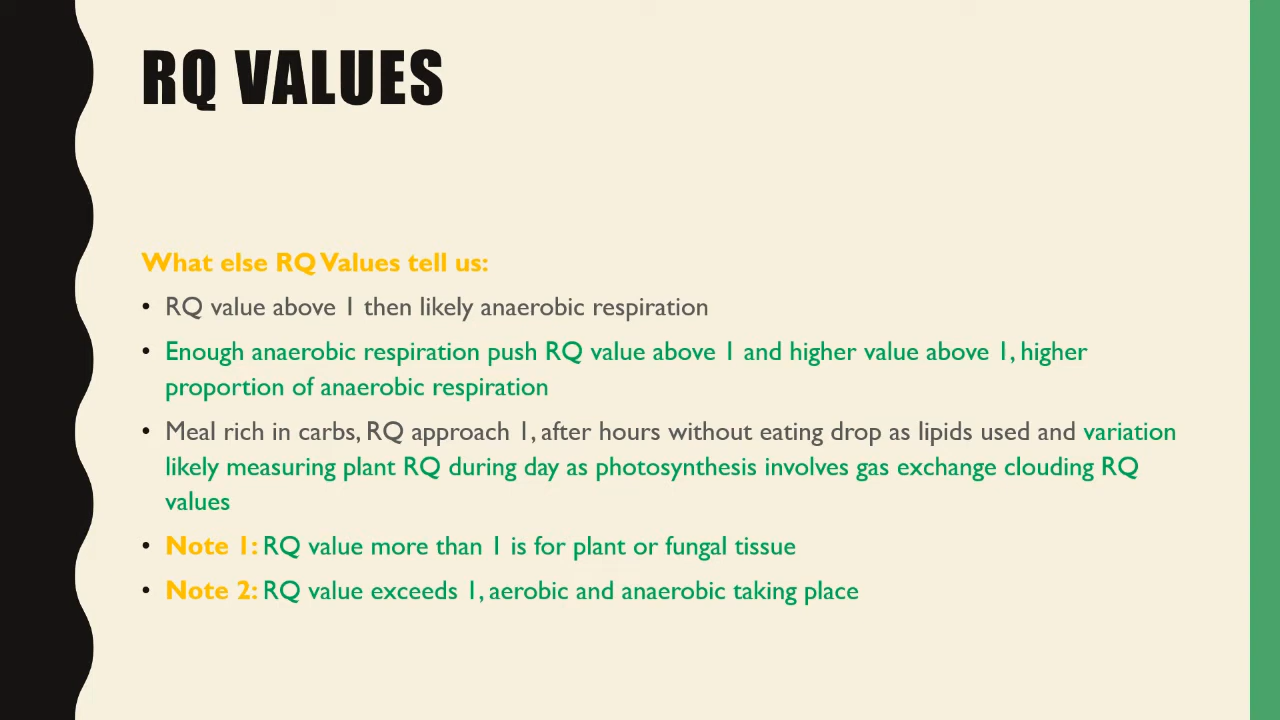 RQ VALUES
What else RQ Values tell us:
• RQ value above 1 then likely anaerobic respiration
• Enough anaerobic respiration push RQ value above 1 and higher value above 1, higher
proportion of anaerobic respiration
• Meal rich in carbs, RQ approach 1, after hours without eating drop as lipids used and variation
likely measuring plant RQ during day as photosynthesis involves gas exchange clouding RQ
values
• Note 1: RQ value more than 1 is for plant or fungal tissue
• Note 2: RQ value exceeds 1, aerobic and anaerobic taking place